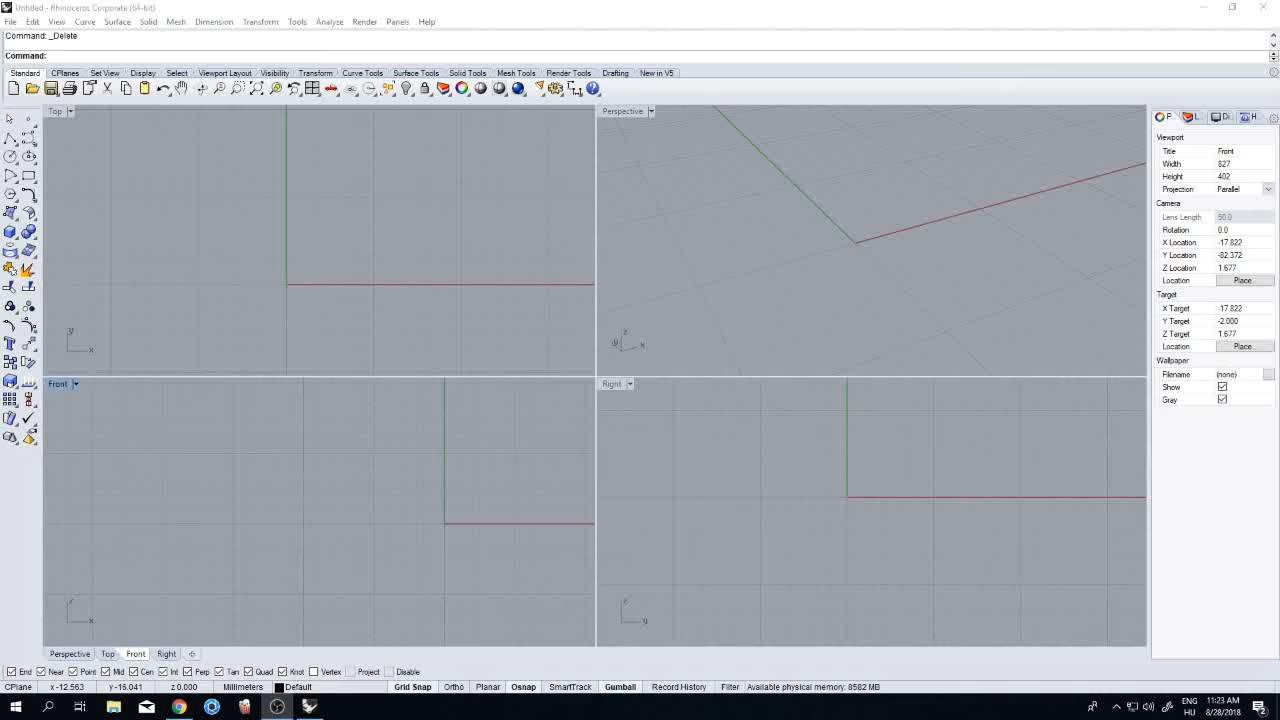 Untitled - Rhinoceros Corporate (64-bit)
File Edit View Curve Surface Solid Mesh Dimension Transform Tools Analyze Render Panels Help
Command: _Delete
Command:
Standard CPlanes Set View Display Select Viewport Layout Visibility Transform Curve Tools Surface Tools Solid Tools Mesh Tools Render Tools Drafting New in V5
Top
Perspective
P... L... Di... H...
Viewport
Title Front
Width 827
Height 402
Projection Parallel
Camera
Lens Length 50.0
Rotation 0.0
X Location -17.822
Y Location -82.372
Z Location 1.677
Location Place...
Target
X Target -17.822
Y Target -2.000
Z Target 1.677
Location Place...
Wallpaper
Filename (none)
Show
Gray
y
x
z
y
x
Front
Right
z
x
z
y
Perspective Top Front Right
End Near Point Mid Cen Int Perp Tan Quad Knot Vertex Project Disable
CPlane x -12.563 y -16.041 z 0.000 Millimeters Default Grid Snap Ortho Planar Osnap SmartTrack Gumball Record History Filter Available physical memory: 8582 MB
ENG
HU
11:23 AM
8/28/2018
2